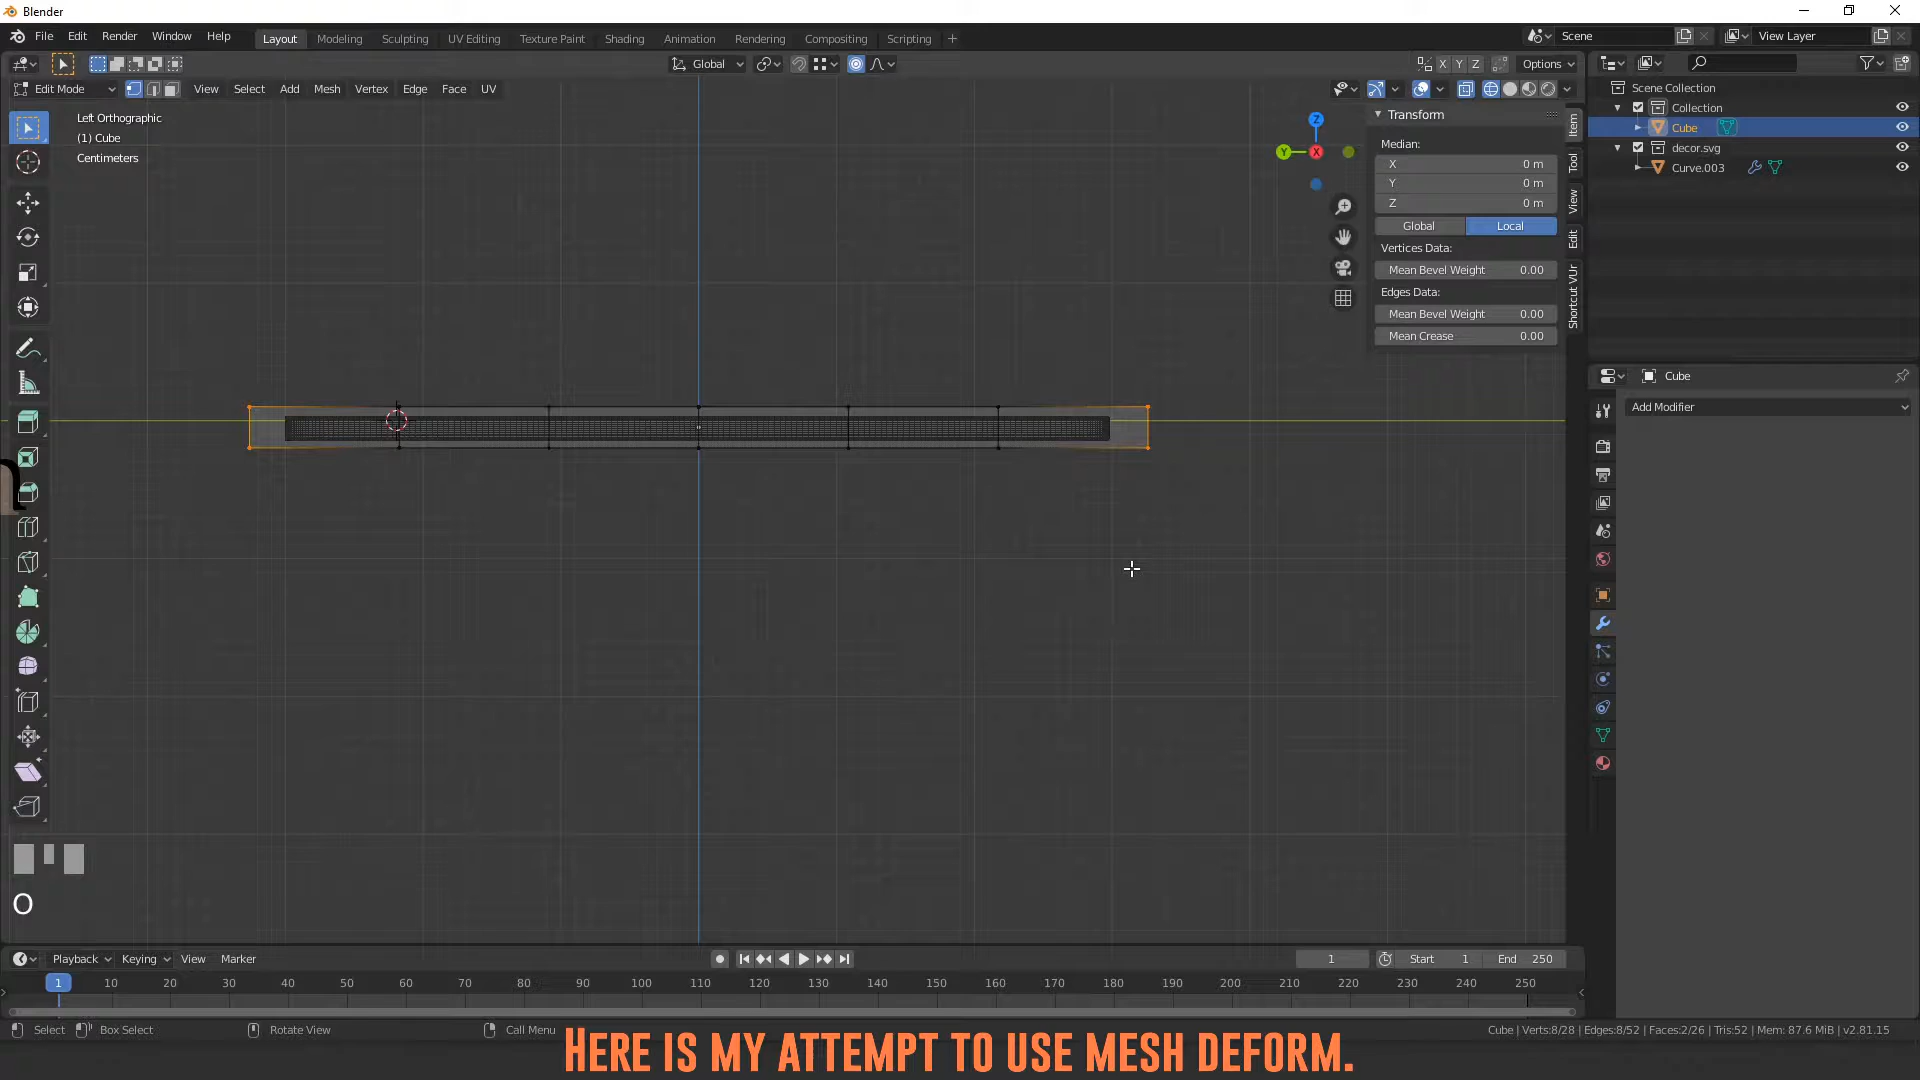 Blender
File Edit Render Window Help
Layout Modeling Sculpting UV Editing Texture Paint Shading Animation Rendering Compositing Scripting +
Scene
View Layer
Global
X Y Z
Options
Edit Mode
View Select Add Mesh Vertex Edge Face UV
Left Orthographic
(1) Cube
Centimeters
Z
Y
X
Transform
Median:
X 0 m
Y 0 m
Z 0 m
Global Local
Vertices Data:
Mean Bevel Weight 0.00
Edges Data:
Mean Bevel Weight 0.00
Mean Crease 0.00
Item
Tool
View
Edit
Shortcut VUr
Scene Collection
Collection
Cube
decor.svg
Curve.003
Cube
Add Modifier
n
O
Playback Keying View Marker
1
Start 1
End 250
1 10 20 30 40 50 60 70 80 90 100 110 120 130 140 150 160 170 180 190 200 210 220 230 240 250
Select Box Select Rotate View Call Menu
Cube | Verts:8/28 | Edges:8/52 | Faces:2/26 | Tris:52 | Mem: 87.6 MiB | v2.81.15
HERE IS MY ATTEMPT TO USE MESH DEFORM.